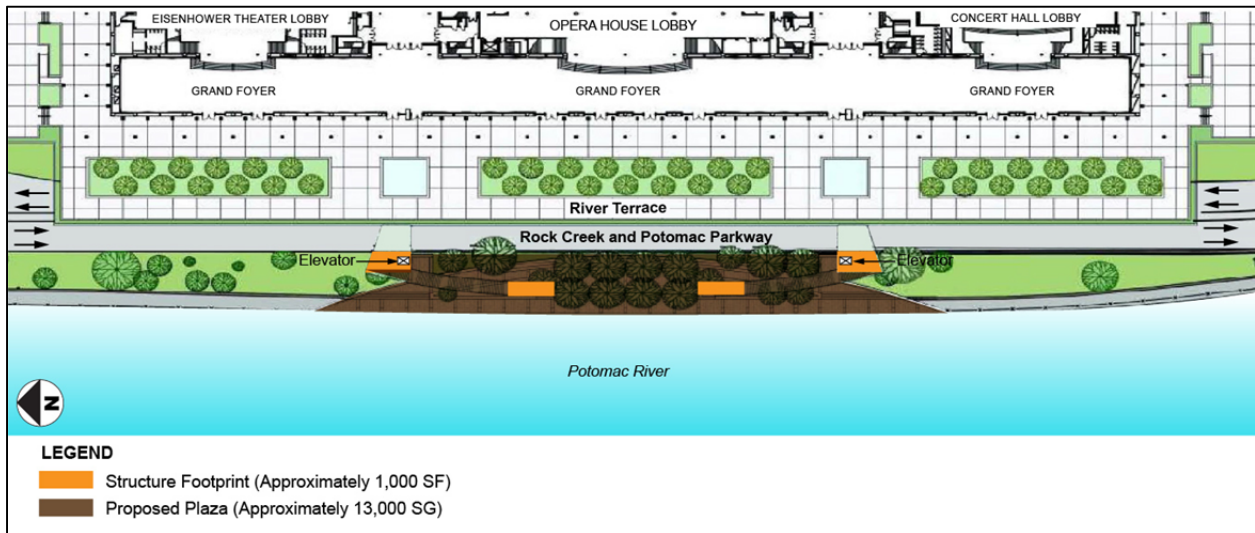 EISENHOWER THEATER LOBBY
OPERA HOUSE LOBBY
CONCERT HALL LOBBY
GRAND FOYER
GRAND FOYER
GRAND FOYER
River Terrace
Rock Creek and Potomac Parkway
Elevator
Elevator
Potomac River
N
LEGEND
Structure Footprint (Approximately 1,000 SF)
Proposed Plaza (Approximately 13,000 SG)